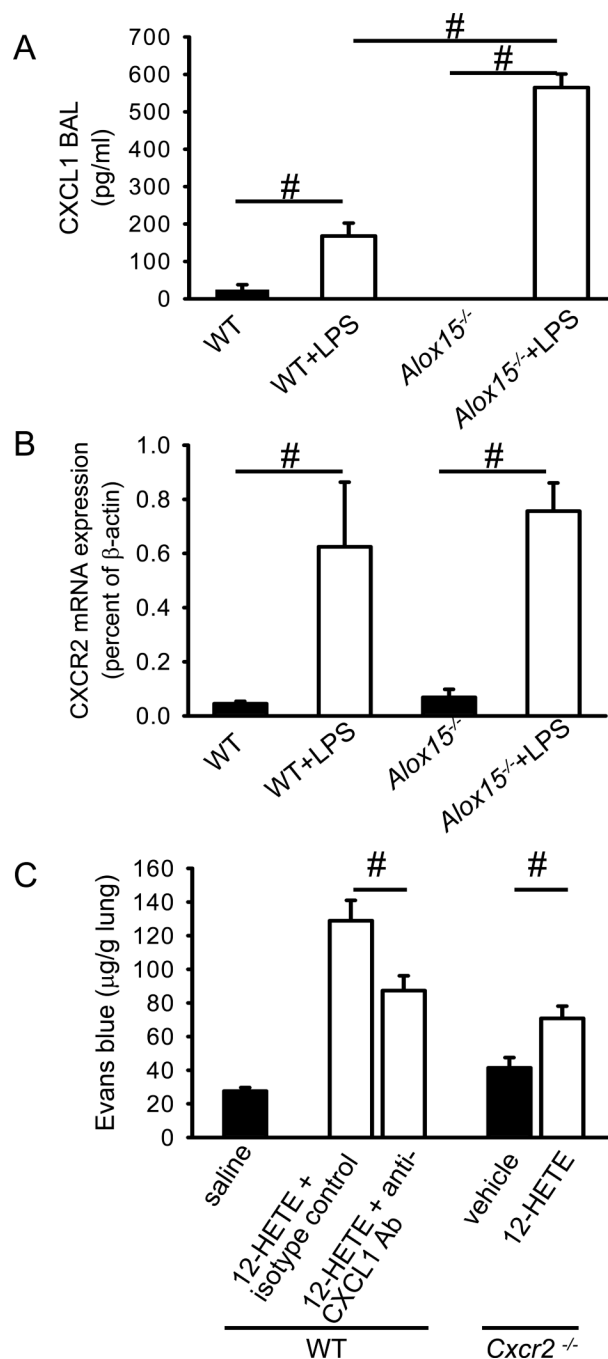 A
CXCL1 BAL
(pg/ml)
700
600
500
400
300
200
100
0
#
#
#
WT
WT+LPS
Alox15-/-
Alox15-/-+LPS
B
CXCR2 mRNA expression
(percent of β-actin)
1.0
0.8
0.6
0.4
0.2
0.0
#
#
WT
WT+LPS
Alox15-/-
Alox15-/-+LPS
C
Evans blue (µg/g lung)
160
140
120
100
80
60
40
20
0
#
#
saline
12-HETE +
isotype control
12-HETE + anti-
CXCL1 Ab
vehicle
12-HETE
WT
Cxcr2 -/-